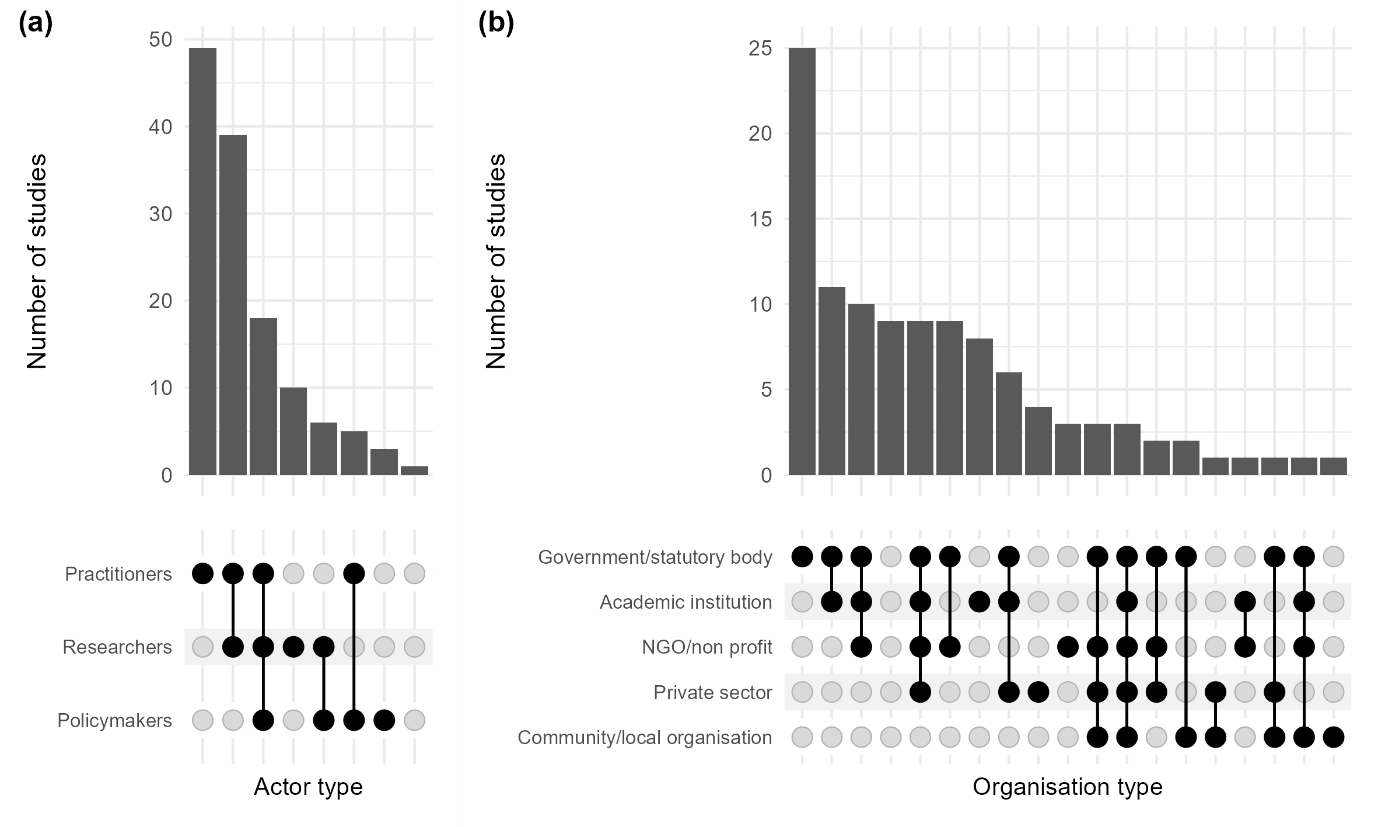 (a)
50
40
30
20
10
0
Number of studies
Practitioners
Researchers
Policymakers
Actor type
(b)
25
20
15
10
5
0
Number of studies
Government/statutory body
Academic institution
NGO/non profit
Private sector
Community/local organisation
Organisation type